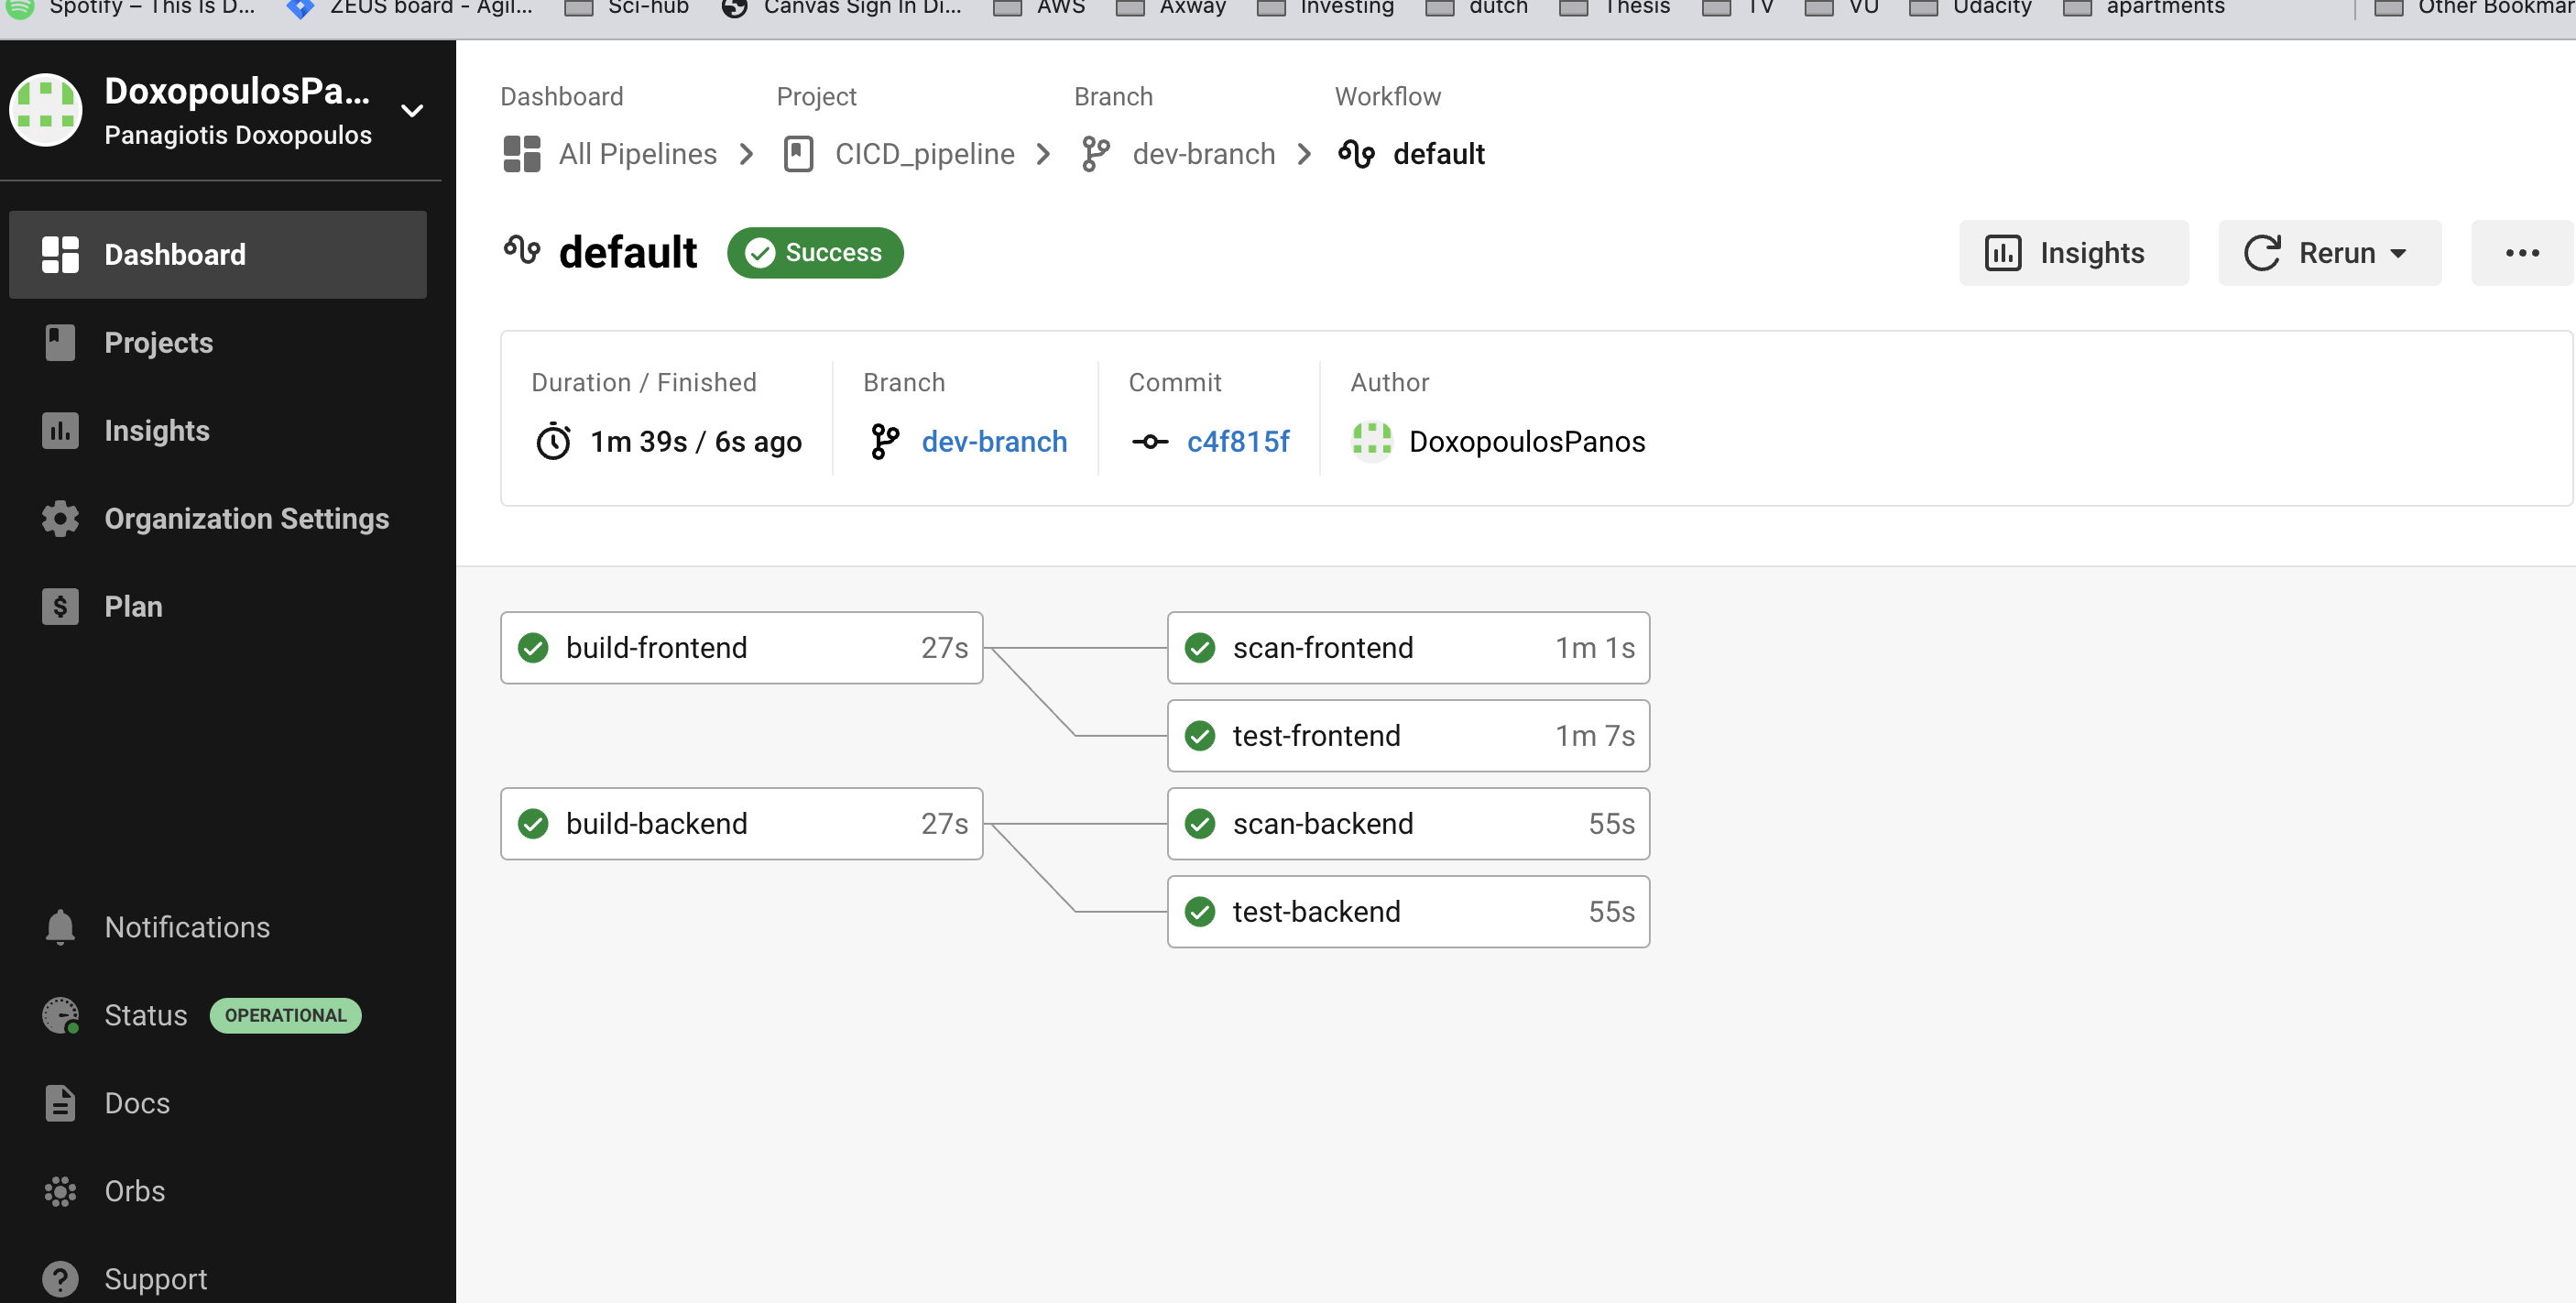 Spotify – This Is D... ZEUS board - Agil... Sci-hub Canvas Sign In Di... AWS Axway Investing dutch Thesis TV VU Udacity apartments Other Bookmar
DoxopoulosPa...
Panagiotis Doxopoulos
Dashboard
Projects
Insights
Organization Settings
Plan
Notifications
Status OPERATIONAL
Docs
Orbs
Support
Dashboard Project Branch Workflow
All Pipelines CICD_pipeline dev-branch default
default Success Insights Rerun
Duration / Finished Branch Commit Author
1m 39s / 6s ago dev-branch c4f815f DoxopoulosPanos
build-frontend 27s scan-frontend 1m 1s
test-frontend 1m 7s
build-backend 27s scan-backend 55s
test-backend 55s